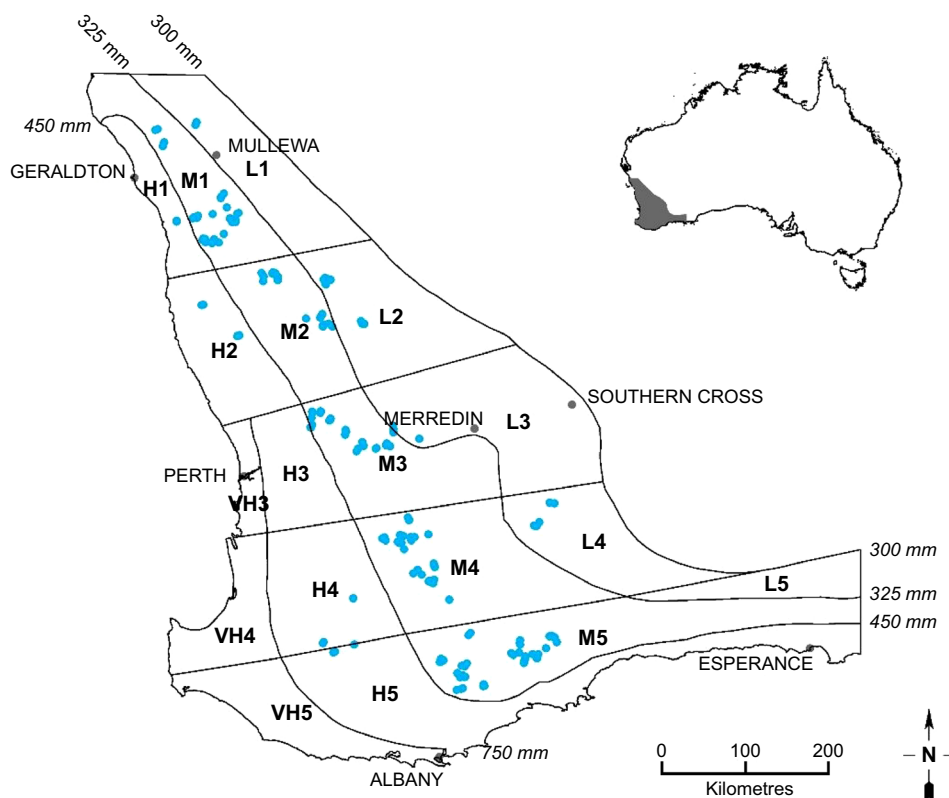 325 mm
300 mm
450 mm
MULLEWA
GERALDTON
H1
M1
L1
H2
M2
L2
MERREDIN
SOUTHERN CROSS
L3
M3
H3
PERTH
VH3
L4
M4
H4
VH4
300 mm
L5
325 mm
450 mm
M5
ESPERANCE
H5
VH5
750 mm
ALBANY
0 100 200
Kilometres
N